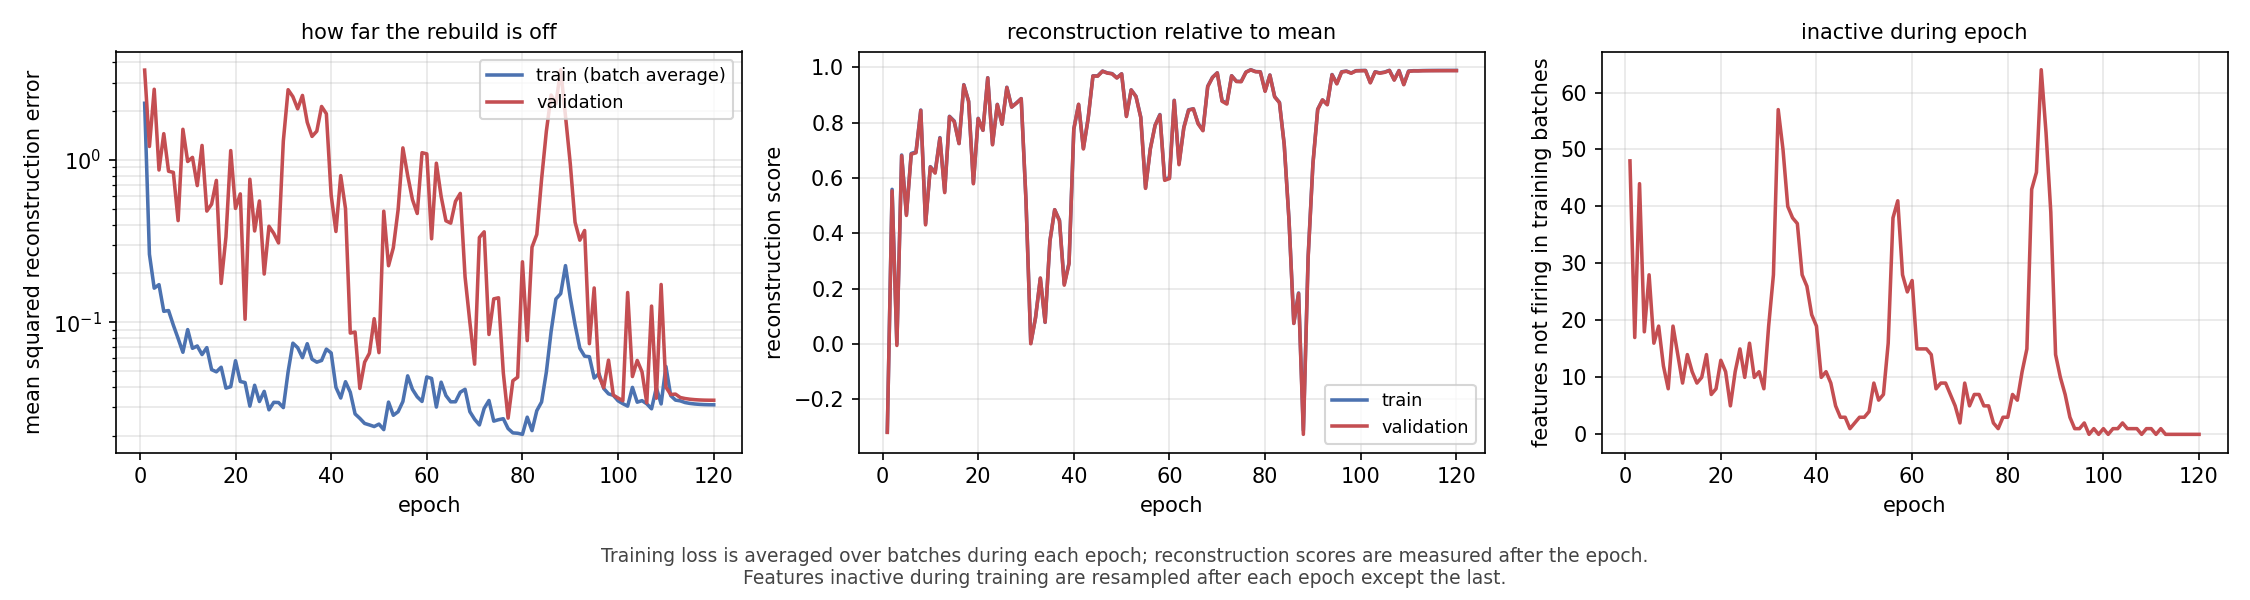 how far the rebuild is off
mean squared reconstruction error
10⁰
10⁻¹
train (batch average)
validation
0 20 40 60 80 100 120
epoch
reconstruction relative to mean
reconstruction score
1.0
0.8
0.6
0.4
0.2
0.0
−0.2
train
validation
0 20 40 60 80 100 120
epoch
inactive during epoch
features not firing in training batches
60
50
40
30
20
10
0
0 20 40 60 80 100 120
epoch
Training loss is averaged over batches during each epoch; reconstruction scores are measured after the epoch.
Features inactive during training are resampled after each epoch except the last.